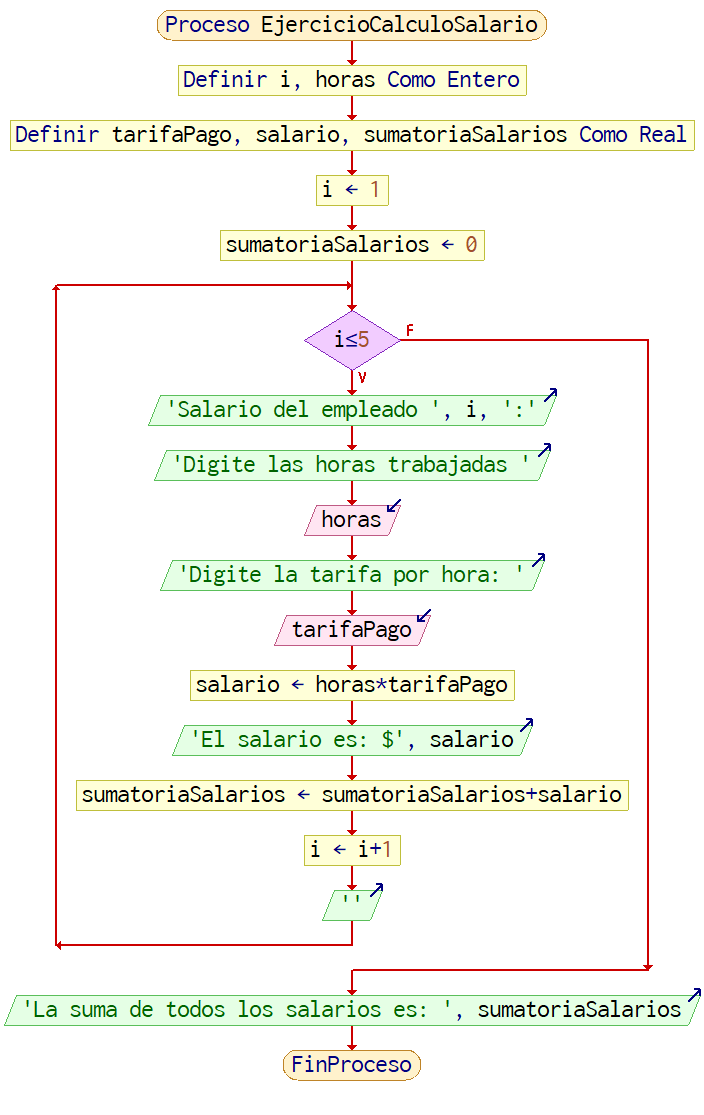 Proceso EjercicioCalculoSalario
Definir i, horas Como Entero
Definir tarifaPago, salario, sumatoriaSalarios Como Real
i ← 1
sumatoriaSalarios ← 0
i≤5
F
V
'Salario del empleado ', i, ':'
'Digite las horas trabajadas '
horas
'Digite la tarifa por hora: '
tarifaPago
salario ← horas*tarifaPago
'El salario es: $', salario
sumatoriaSalarios ← sumatoriaSalarios+salario
i ← i+1
''
'La suma de todos los salarios es: ', sumatoriaSalarios
FinProceso